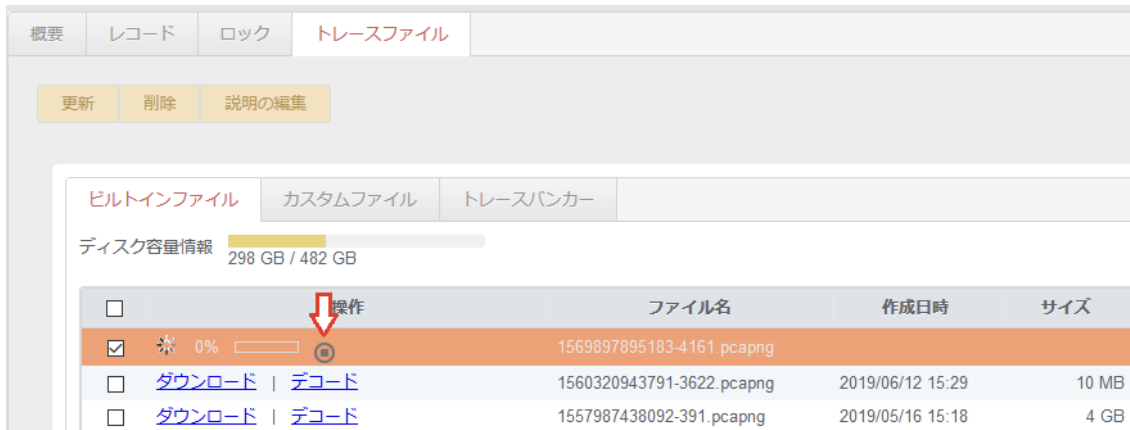 概要 レコード ロック トレースファイル
更新 削除 説明の編集
ビルトインファイル カスタムファイル トレースバンカー
ディスク容量情報
298 GB / 482 GB
操作 ファイル名 作成日時 サイズ
0% 1569897895183-4161.pcapng
ダウンロード | デコード 1560320943791-3622.pcapng 2019/06/12 15:29 10 MB
ダウンロード | デコード 1557987438092-391.pcapng 2019/05/16 15:18 4 GB